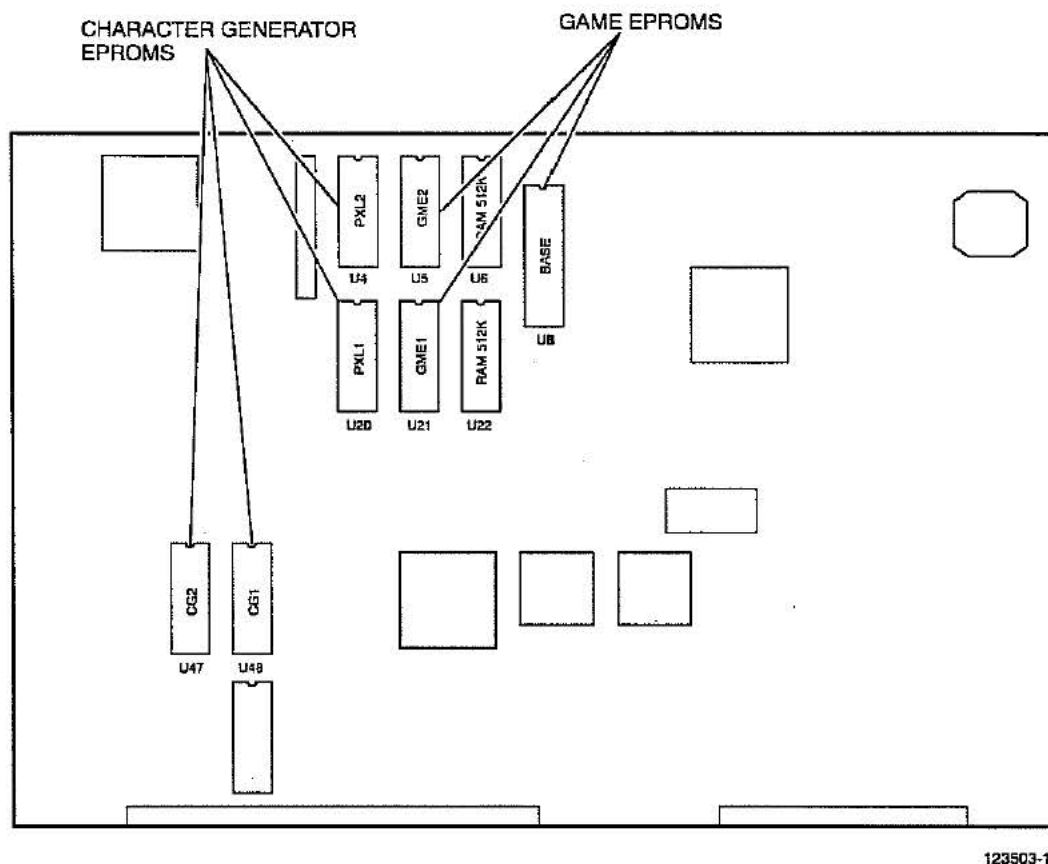 CHARACTER GENERATOR
EPROMS
GAME EPROMS
PXL2
GME2
RAM 512K
BASE
U4
U5
U6
U8
PXL1
GME1
RAM 512K
U20
U21
U22
CG2
CG1
U47
U48
123503-1